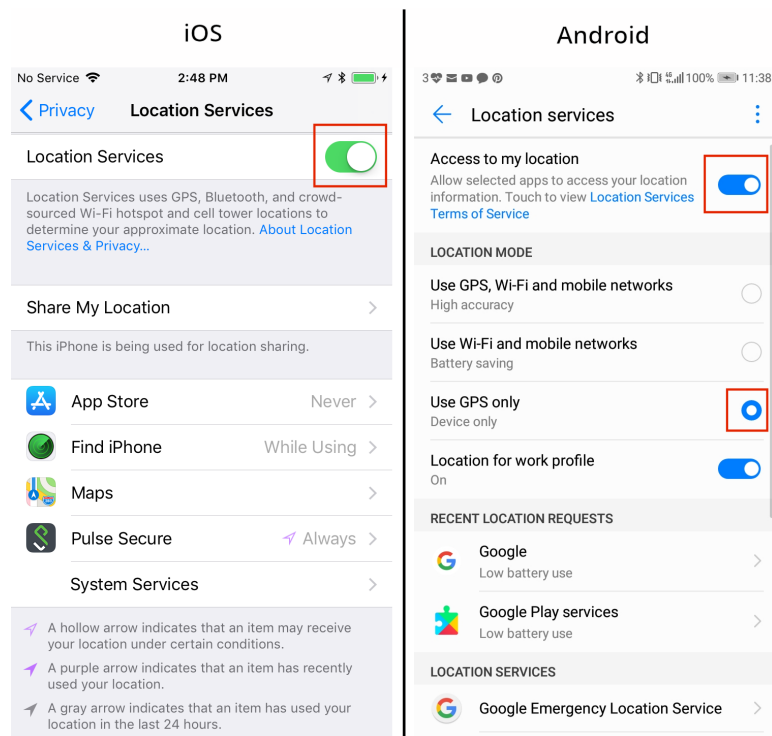 iOS
No Service
2:48 PM
Privacy
Location Services
Location Services
Location Services uses GPS, Bluetooth, and crowd-
sourced Wi-Fi hotspot and cell tower locations to
determine your approximate location. About Location
Services & Privacy...
Share My Location
This iPhone is being used for location sharing.
App Store
Never
Find iPhone
While Using
Maps
Pulse Secure
Always
System Services
A hollow arrow indicates that an item may receive
your location under certain conditions.
A purple arrow indicates that an item has recently
used your location.
A gray arrow indicates that an item has used your
location in the last 24 hours.
Android
3
100%
11:38
Location services
Access to my location
Allow selected apps to access your location
information. Touch to view Location Services
Terms of Service
LOCATION MODE
Use GPS, Wi-Fi and mobile networks
High accuracy
Use Wi-Fi and mobile networks
Battery saving
Use GPS only
Device only
Location for work profile
On
RECENT LOCATION REQUESTS
Google
Low battery use
Google Play services
Low battery use
LOCATION SERVICES
Google Emergency Location Service